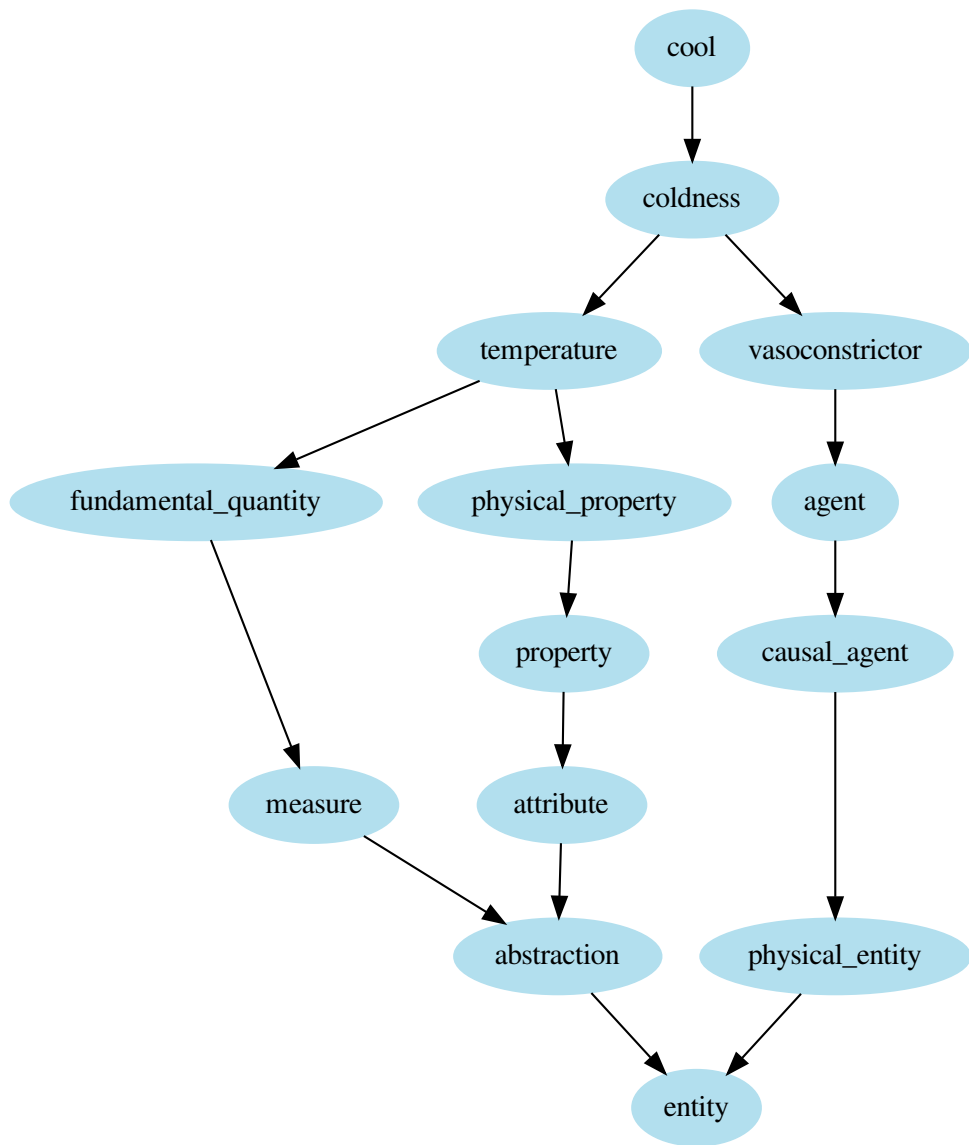 cool
coldness
temperature
vasoconstrictor
fundamental_quantity
physical_property
agent
property
causal_agent
measure
attribute
abstraction
physical_entity
entity